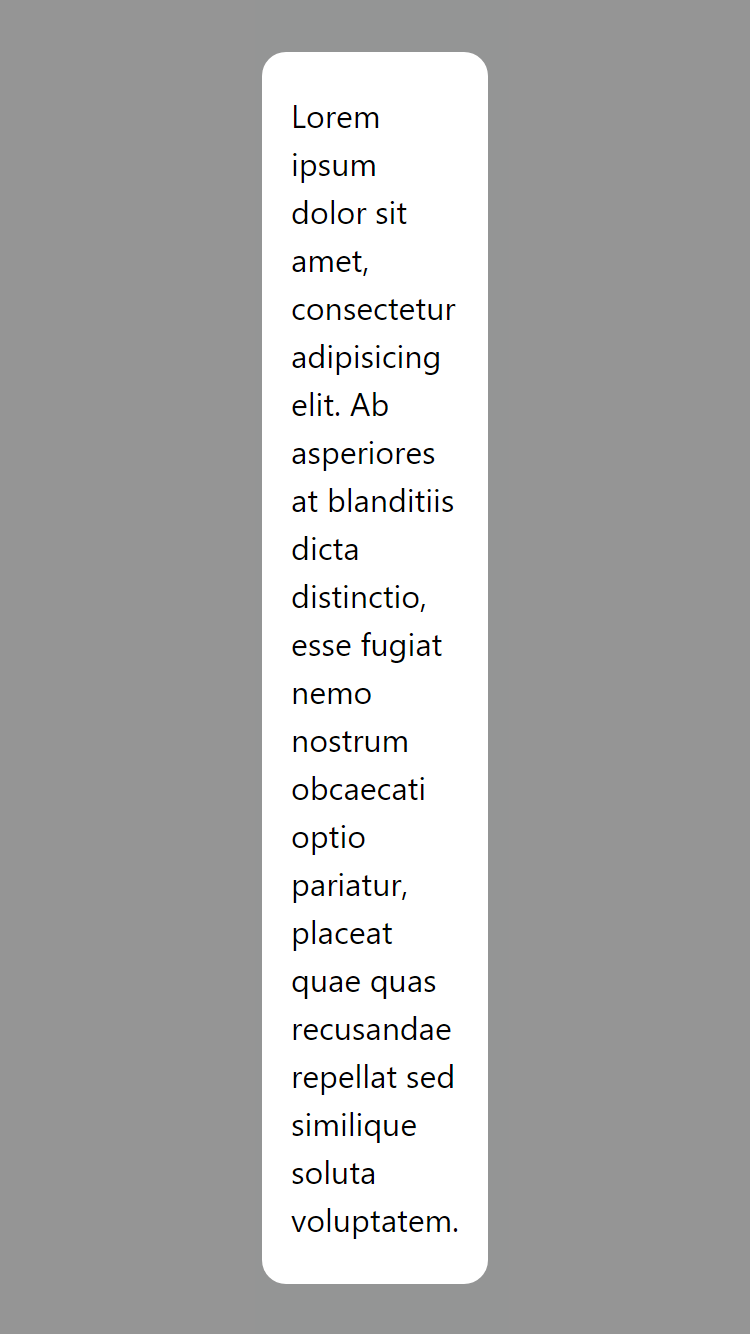 Lorem
ipsum
dolor sit
amet,
consectetur
adipisicing
elit. Ab
asperiores
at blanditiis
dicta
distinctio,
esse fugiat
nemo
nostrum
obcaecati
optio
pariatur,
placeat
quae quas
recusandae
repellat sed
similique
soluta
voluptatem.